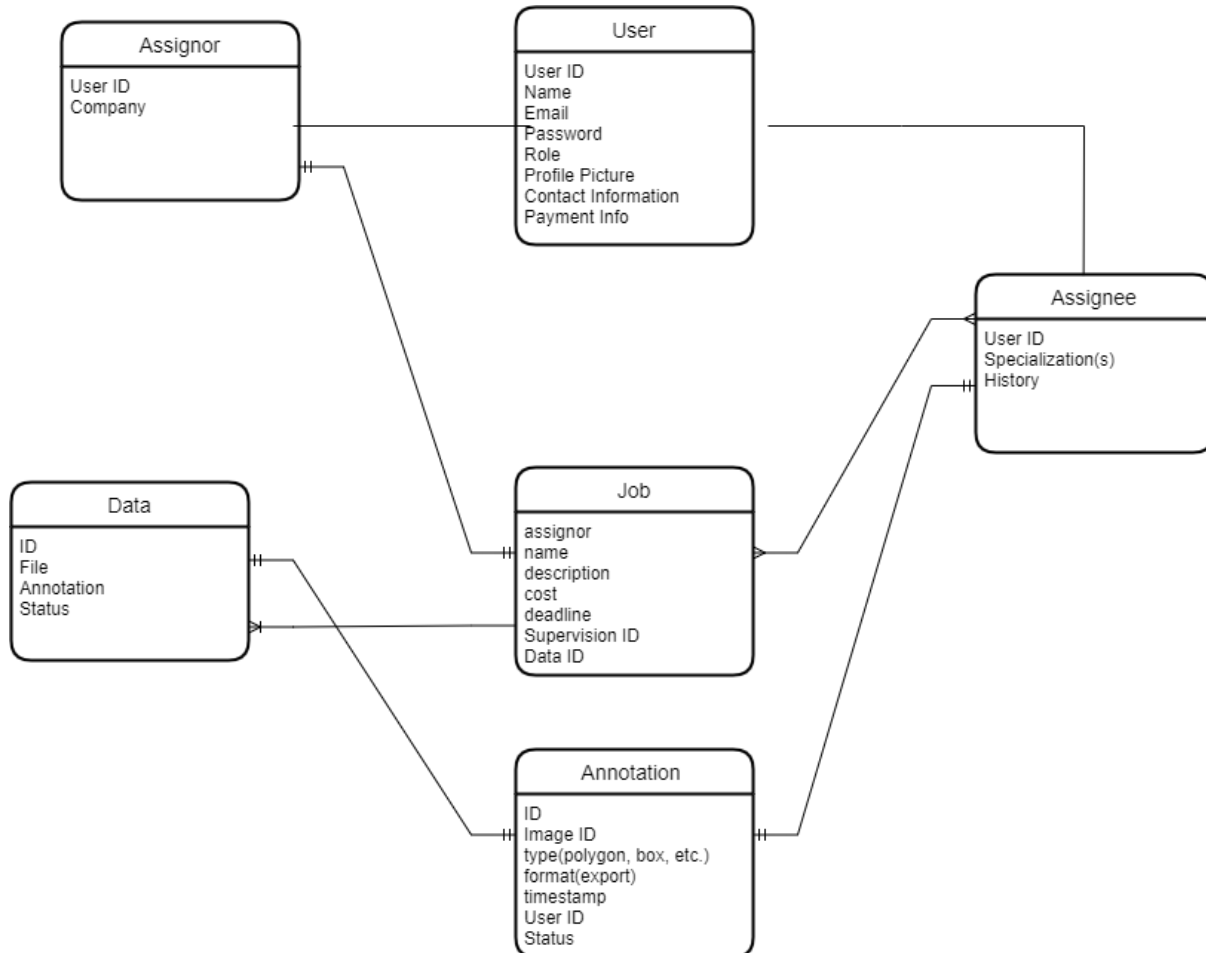 Assignor
User ID
Company
User
User ID
Name
Email
Password
Role
Profile Picture
Contact Information
Payment Info
Assignee
User ID
Specialization(s)
History
Data
ID
File
Annotation
Status
Job
assignor
name
description
cost
deadline
Supervision ID
Data ID
Annotation
ID
Image ID
type(polygon, box, etc.)
format(export)
timestamp
User ID
Status